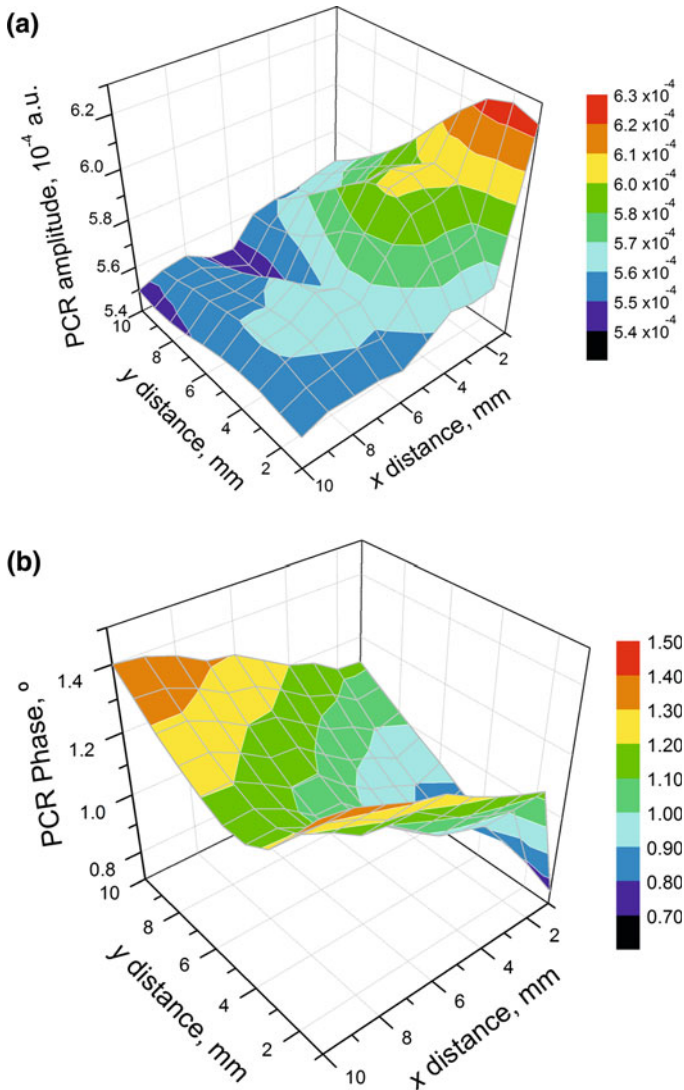 (a)
PCR amplitude, 10⁻⁴ a.u.
6.2
6.0
5.8
5.6
5.4
10
8
6
4
2
y distance, mm
10
8
6
4
2
x distance, mm
6.3 x10⁻⁴
6.2 x10⁻⁴
6.1 x10⁻⁴
6.0 x10⁻⁴
5.8 x10⁻⁴
5.7 x10⁻⁴
5.6 x10⁻⁴
5.5 x10⁻⁴
5.4 x10⁻⁴
(b)
PCR Phase, º
1.4
1.2
1.0
0.8
10
8
6
4
2
y distance, mm
10
8
6
4
2
x distance, mm
1.50
1.40
1.30
1.20
1.10
1.00
0.90
0.80
0.70